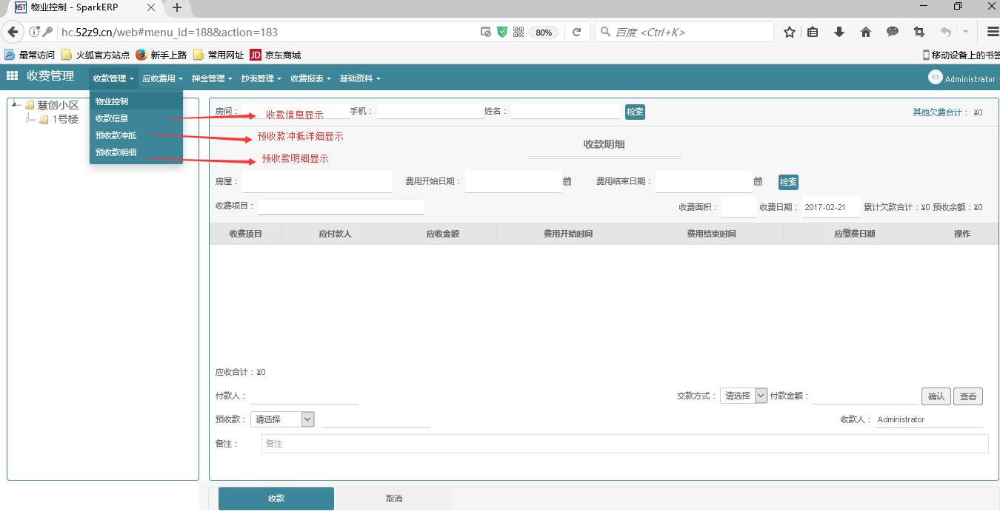 物业控制 - SparkERP
hc.52z9.cn/web#menu_id=188&action=183
80%
百度 <Ctrl+K>
最常访问 火狐官方站点 新手上路 常用网址 JD 京东商城 移动设备上的书签
收费管理 收款管理 应收费用 押金管理 抄表管理 收费报表 基础资料 Administrator
慧创小区
1号楼
物业控制
收款信息
预收款冲抵
预收款明细
收款信息显示
预收款冲抵详细显示
预收款明细显示
房间： 手机： 姓名： 检索 其他欠费合计： ¥0
收款明细
房屋： 费用开始日期： 费用结束日期： 检索
收费项目： 收费面积： 收费日期： 2017-02-21 累计欠款合计：¥0 预收余额：¥0
收费项目 应付款人 应收金额 费用开始时间 费用结束时间 应缴费日期 操作
应收合计：¥0
付款人： 交款方式： 请选择 付款金额： 确认 查看
预收款： 请选择 收款人： Administrator
备注： 备注
收款 取消